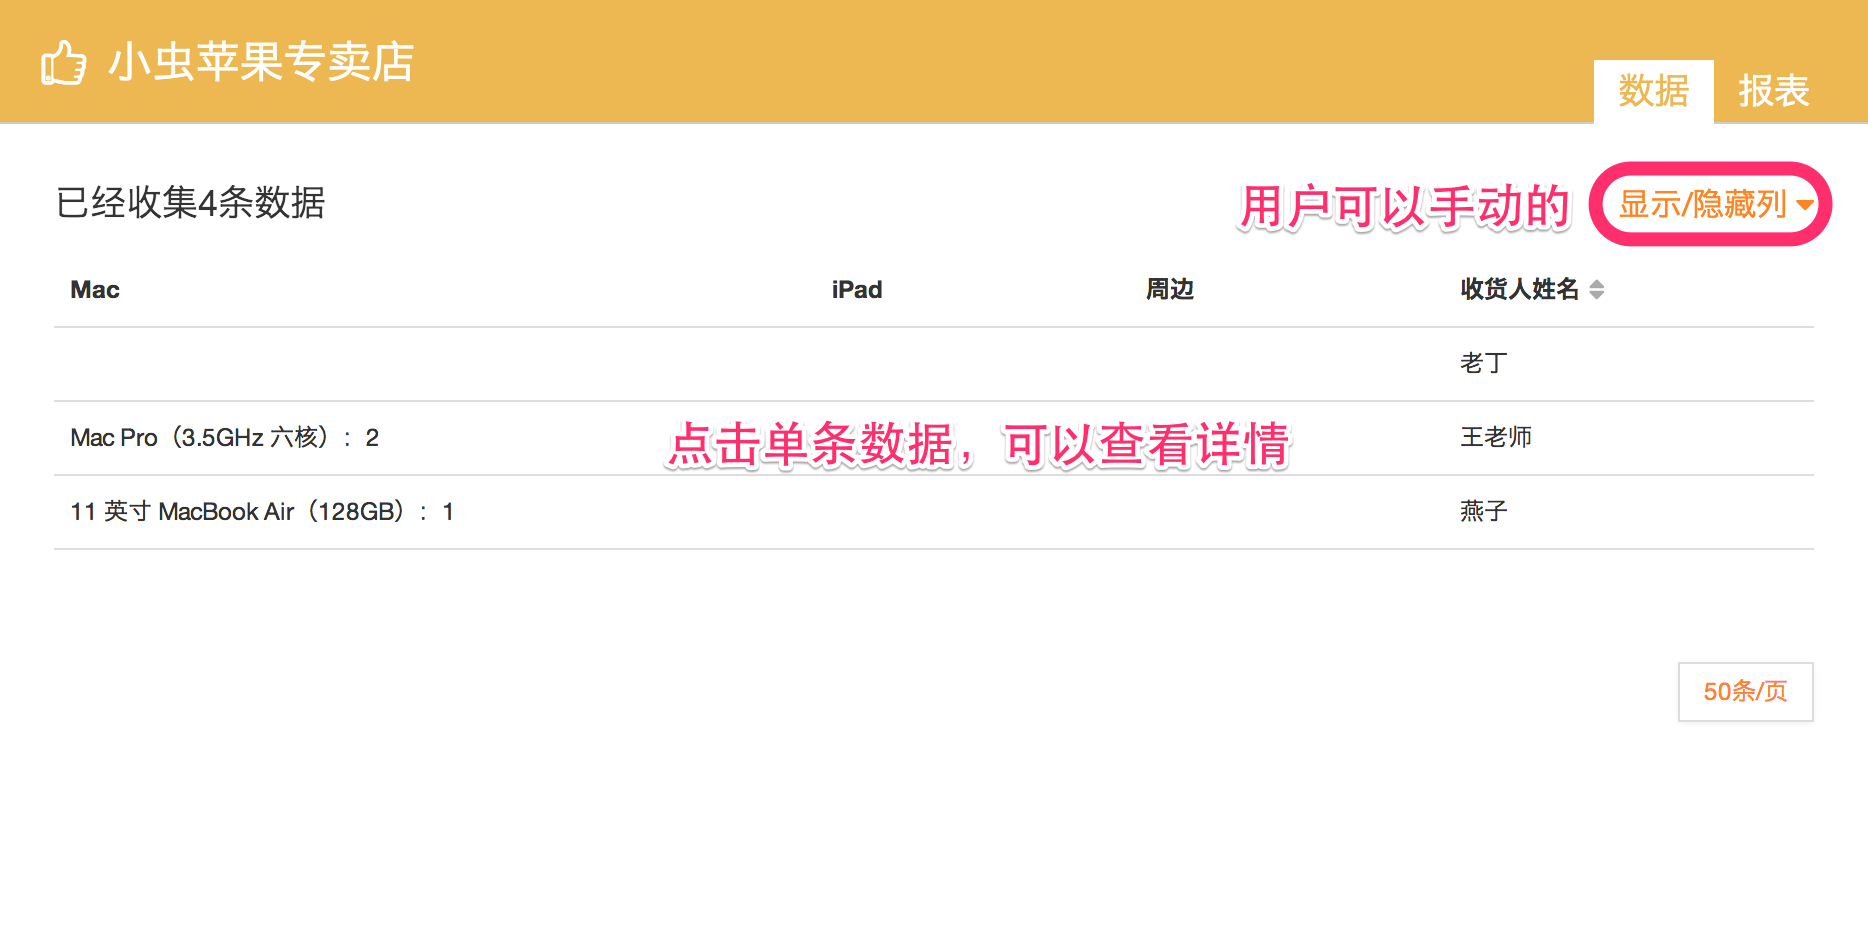 小虫苹果专卖店
数据 报表
已经收集4条数据 用户可以手动的 显示/隐藏列
Mac iPad 周边 收货人姓名
老丁
Mac Pro（3.5GHz 六核）：2 点击单条数据，可以查看详情 王老师
11 英寸 MacBook Air（128GB）：1 燕子
50条/页